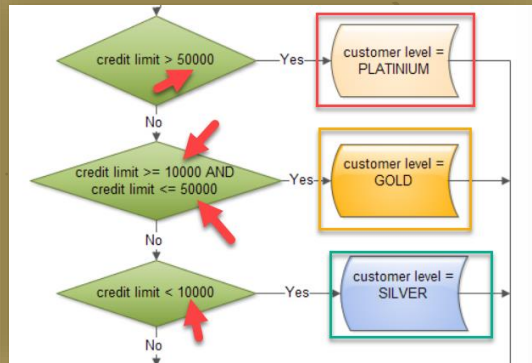 credit limit > 50000
Yes
customer level =
PLATINIUM
No
credit limit >= 10000 AND
credit limit <= 50000
Yes
customer level =
GOLD
No
credit limit < 10000
Yes
customer level =
SILVER
No